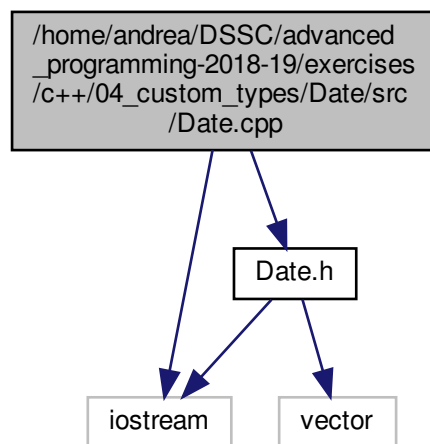 /home/andrea/DSSC/advanced
_programming-2018-19/exercises
/c++/04_custom_types/Date/src
/Date.cpp
Date.h
iostream
vector